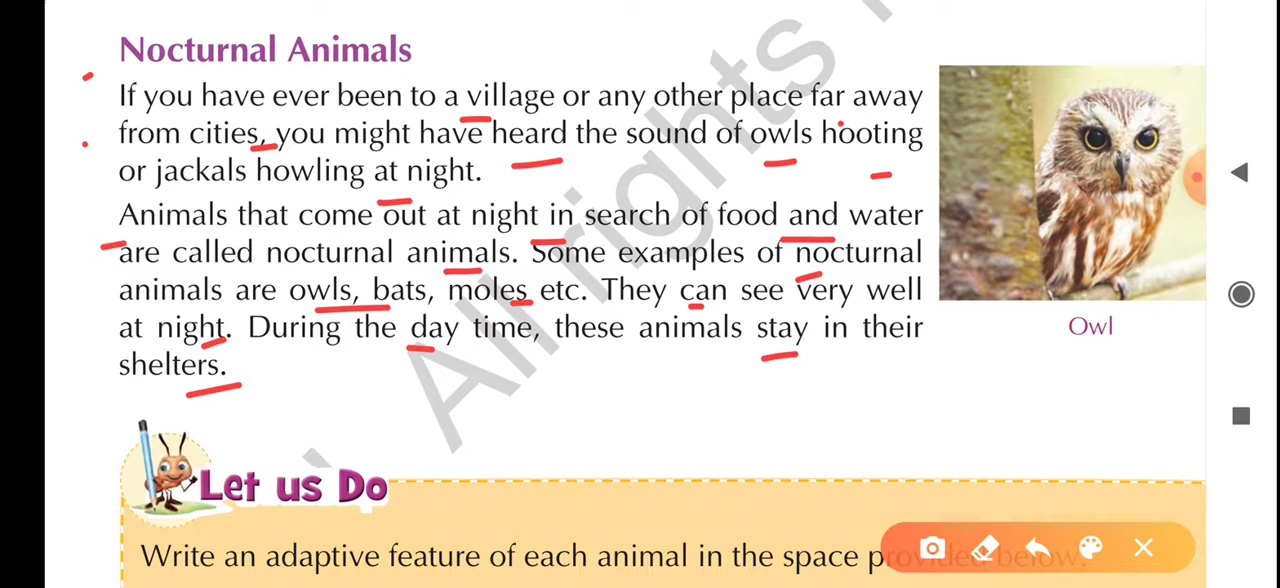 Nocturnal Animals
If you have ever been to a village or any other place far away
from cities, you might have heard the sound of owls hooting
or jackals howling at night.
Animals that come out at night in search of food and water
are called nocturnal animals. Some examples of nocturnal
animals are owls, bats, moles etc. They can see very well
at night. During the day time, these animals stay in their
shelters.
Owl
All rights
Let us Do
Write an adaptive feature of each animal in the space provided below.